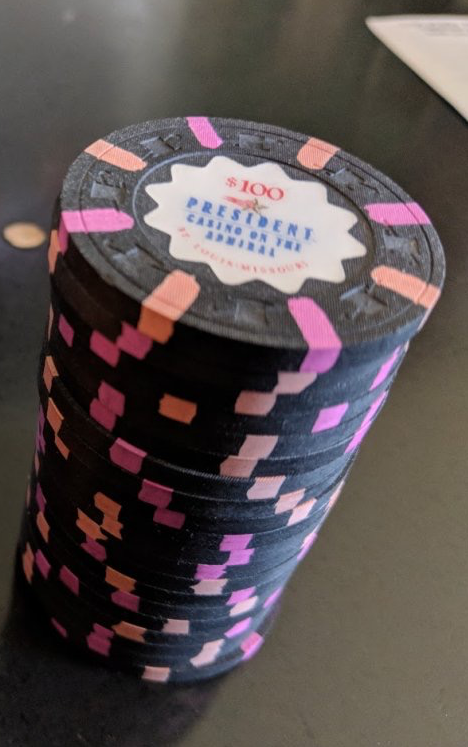 $100
PRESIDENT
CASINO ON THE
ADMIRAL
ST. LOUIS, MISSOURI